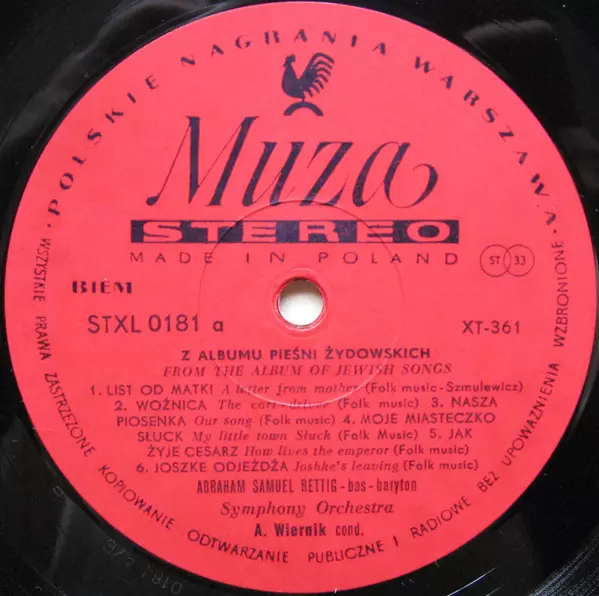 • POLSKIE NAGRANIA WARSZAWA •
Muza
STEREO
MADE IN POLAND
ST 33
BIEM
STXL 0181 a
XT-361
Z ALBUMU PIEŚNI ŻYDOWSKICH
FROM THE ALBUM OF JEWISH SONGS
1. LIST OD MATKI A letter from mother (Folk music-Szmulewicz)
2. WOŹNICA The cart-driver (Folk music) 3. NASZA
PIOSENKA Our song (Folk music) 4. MOJE MIASTECZKO
SŁUCK My little town Sluck (Folk Music) 5. JAK
ŻYJE CESARZ How lives the emperor (Folk music)
6. JOSZKE ODJEŻDŻA Joshke's leaving (Folk music)
ABRAHAM SAMUEL RETTIG - bas-baryton
Symphony Orchestra
A. Wiernik cond.
WSZYSTKIE PRAWA ZASTRZEŻONE KOPIOWANIE ODTWARZANIE PUBLICZNE I RADIOWE BEZ UPOWAŻNIENIA WZBRONIONE